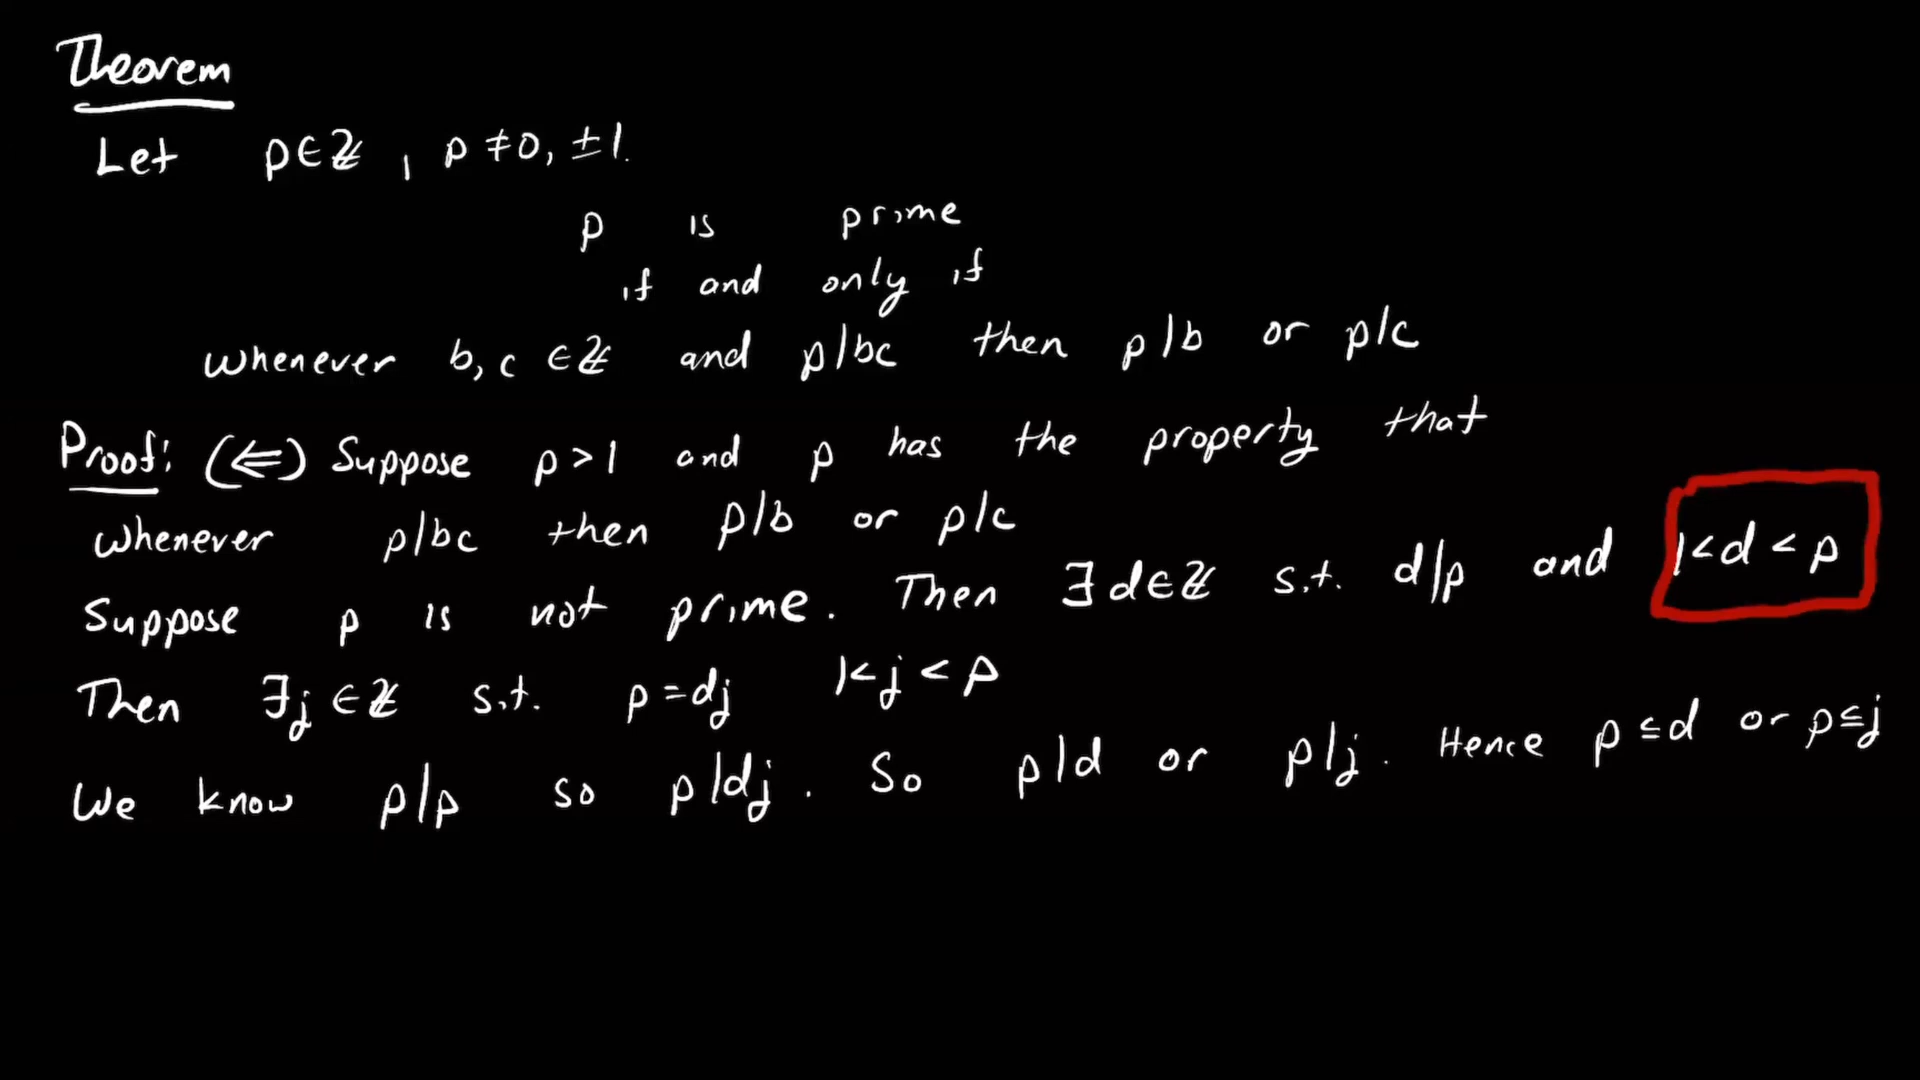 Theorem
Let p∈ℤ, p≠0, ±1.
p is prime
if and only if
whenever b, c ∈ℤ and p|bc then p|b or p|c
Proof: (⇐) Suppose p>1 and p has the property that
whenever p|bc then p|b or p|c
Suppose p is not prime. Then ∃d∈ℤ s.t. d|p and 1<d<p
Then ∃j∈ℤ s.t. p=dj 1<j<p
We know p|p so p|dj. So p|d or p|j. Hence p≤d or p≤j